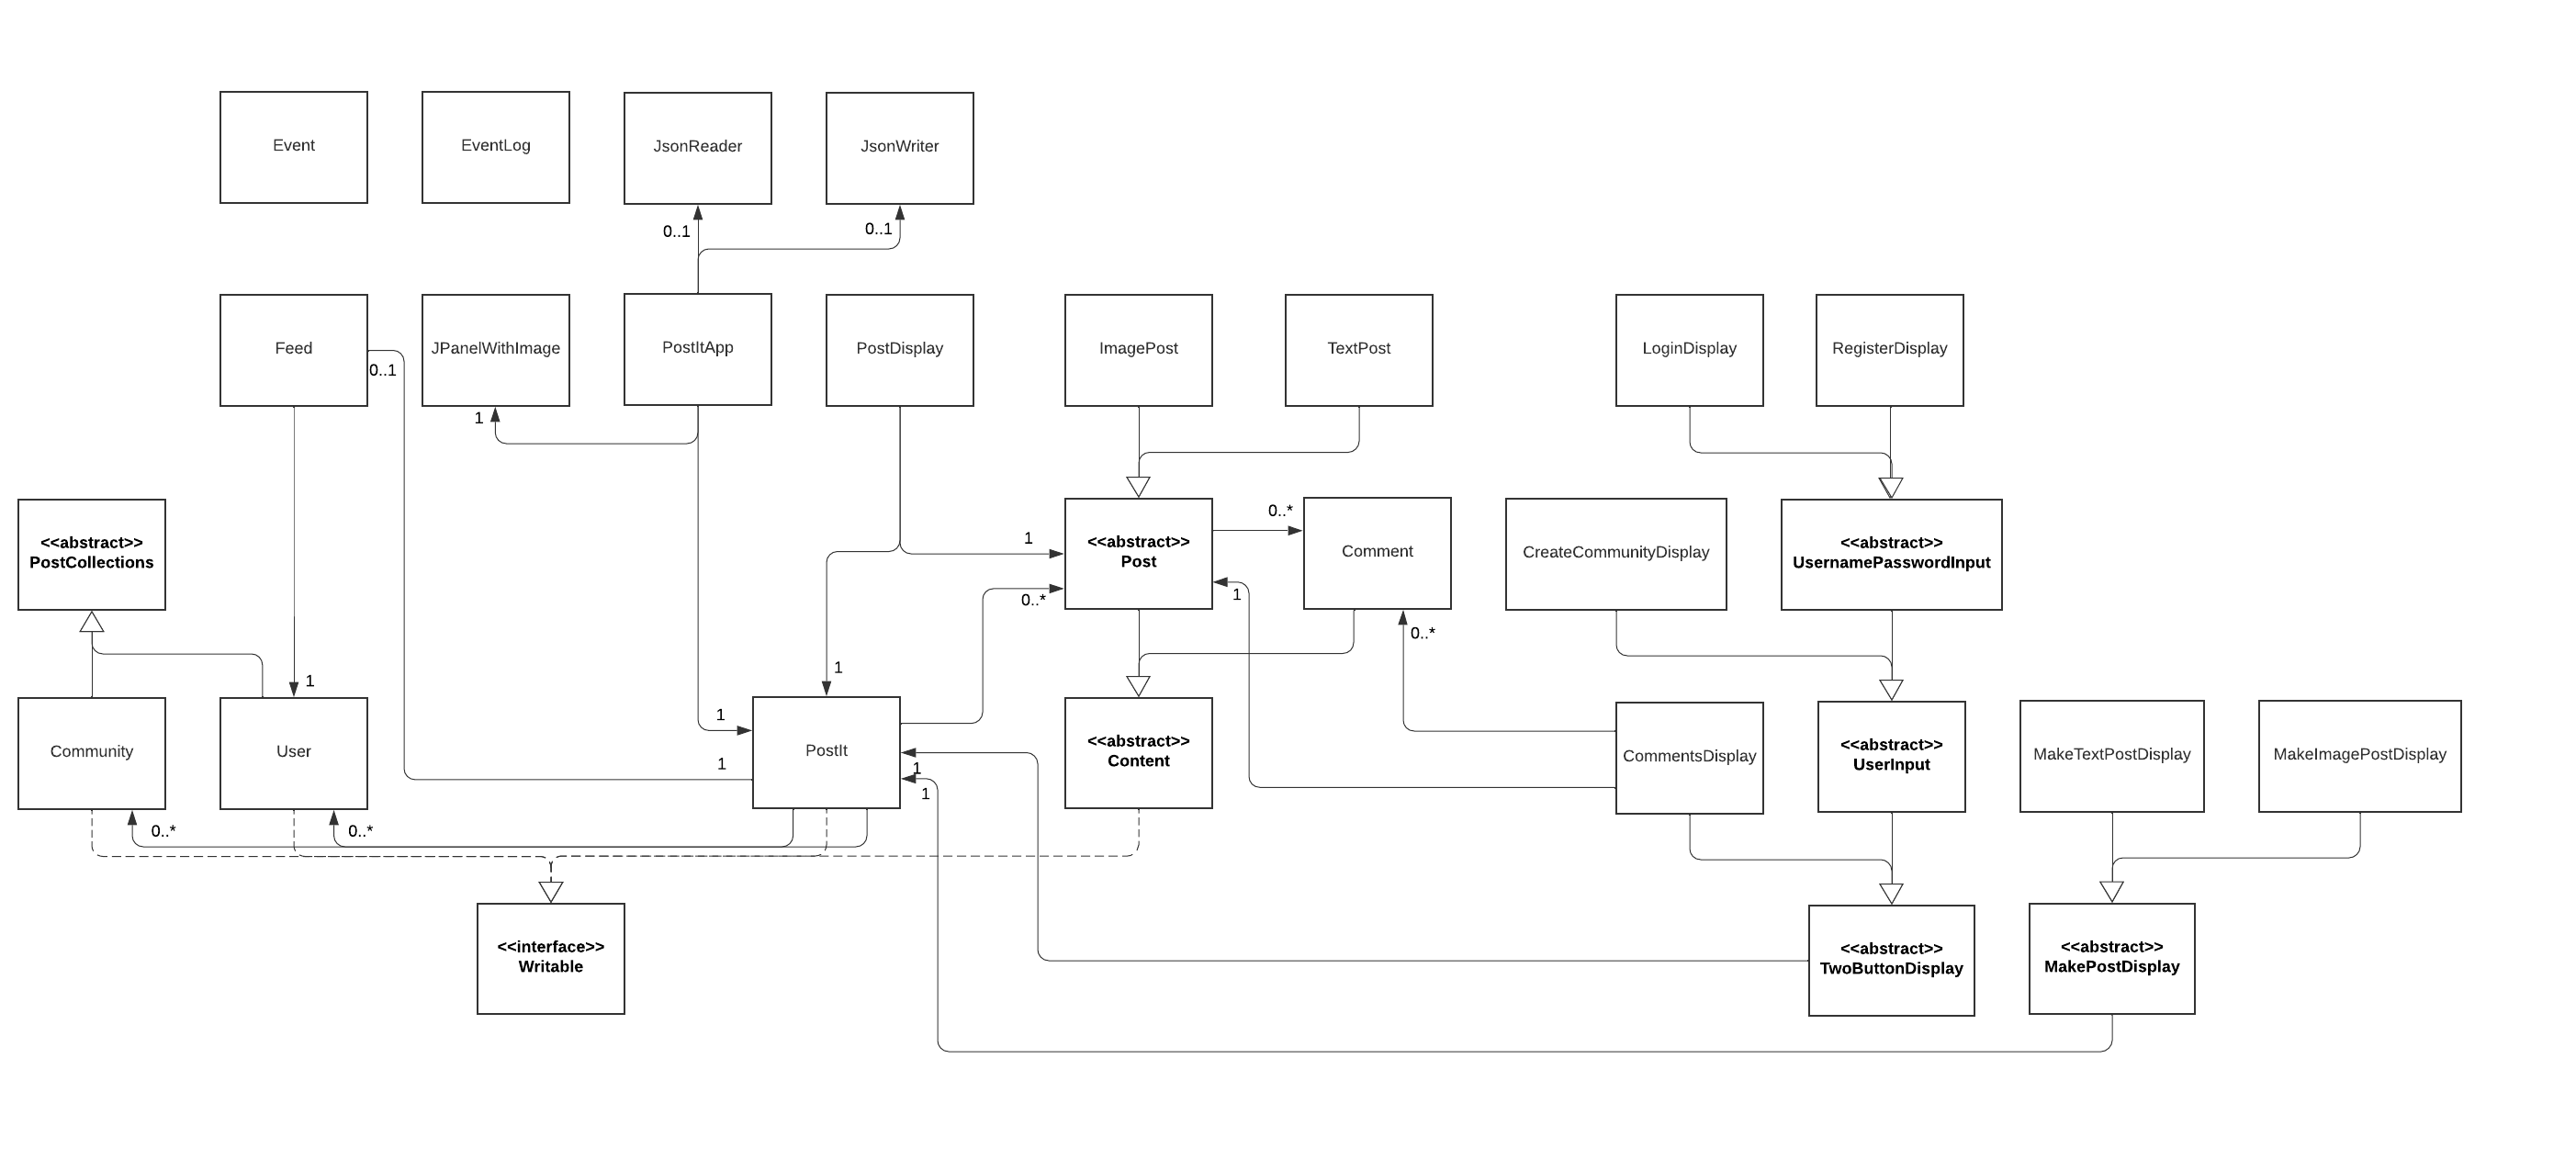 Event
EventLog
JsonReader
JsonWriter
0..1
0..1
Feed
JPanelWithImage
PostItApp
PostDisplay
ImagePost
TextPost
LoginDisplay
RegisterDisplay
0..1
1
<<abstract>>
PostCollections
1
<<abstract>>
Post
0..*
Comment
CreateCommunityDisplay
<<abstract>>
UsernamePasswordInput
0..*
1
0..*
1
1
1
Community
User
1
PostIt
1
1
<<abstract>>
Content
CommentsDisplay
<<abstract>>
UserInput
MakeTextPostDisplay
MakeImagePostDisplay
0..*
0..*
<<interface>>
Writable
<<abstract>>
TwoButtonDisplay
<<abstract>>
MakePostDisplay